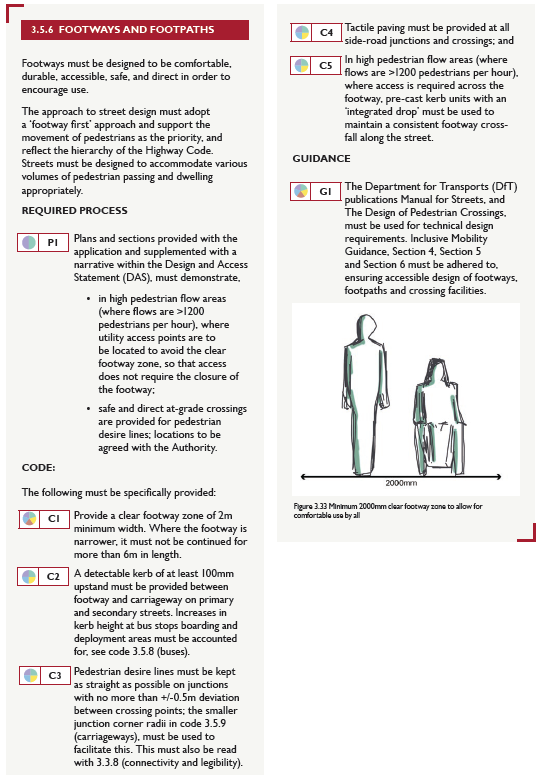 3.5.6 FOOTWAYS AND FOOTPATHS
Footways must be designed to be comfortable,
durable, accessible, safe, and direct in order to
encourage use.
The approach to street design must adopt
a 'footway first' approach and support the
movement of pedestrians as the priority, and
reflect the hierarchy of the Highway Code.
Streets must be designed to accommodate various
volumes of pedestrian passing and dwelling
appropriately.
REQUIRED PROCESS
P1 Plans and sections provided with the
application and supplemented with a
narrative within the Design and Access
Statement (DAS), must demonstrate,
• in high pedestrian flow areas
(where flows are >1200
pedestrians per hour), where
utility access points are to
be located to avoid the clear
footway zone, so that access
does not require the closure of
the footway;
• safe and direct at-grade crossings
are provided for pedestrian
desire lines; locations to be
agreed with the Authority.
CODE:
The following must be specifically provided:
C1 Provide a clear footway zone of 2m
minimum width. Where the footway is
narrower, it must not be continued for
more than 6m in length.
C2 A detectable kerb of at least 100mm
upstand must be provided between
footway and carriageway on primary
and secondary streets. Increases in
kerb height at bus stops boarding and
deployment areas must be accounted
for, see code 3.5.8 (buses).
C3 Pedestrian desire lines must be kept
as straight as possible on junctions
with no more than +/-0.5m deviation
between crossing points; the smaller
junction corner radii in code 3.5.9
(carriageways), must be used to
facilitate this. This must also be read
with 3.3.8 (connectivity and legibility).
C4 Tactile paving must be provided at all
side-road junctions and crossings; and
C5 In high pedestrian flow areas (where
flows are >1200 pedestrians per hour),
where access is required across the
footway, pre-cast kerb units with an
'integrated drop' must be used to
maintain a consistent footway cross-
fall along the street.
GUIDANCE
G1 The Department for Transports (DfT)
publications Manual for Streets, and
The Design of Pedestrian Crossings,
must be used for technical design
requirements. Inclusive Mobility
Guidance, Section 4, Section 5
and Section 6 must be adhered to,
ensuring accessible design of footways,
footpaths and crossing facilities.
2000mm
Figure 3.33 Minimum 2000mm clear footway zone to allow for
comfortable use by all